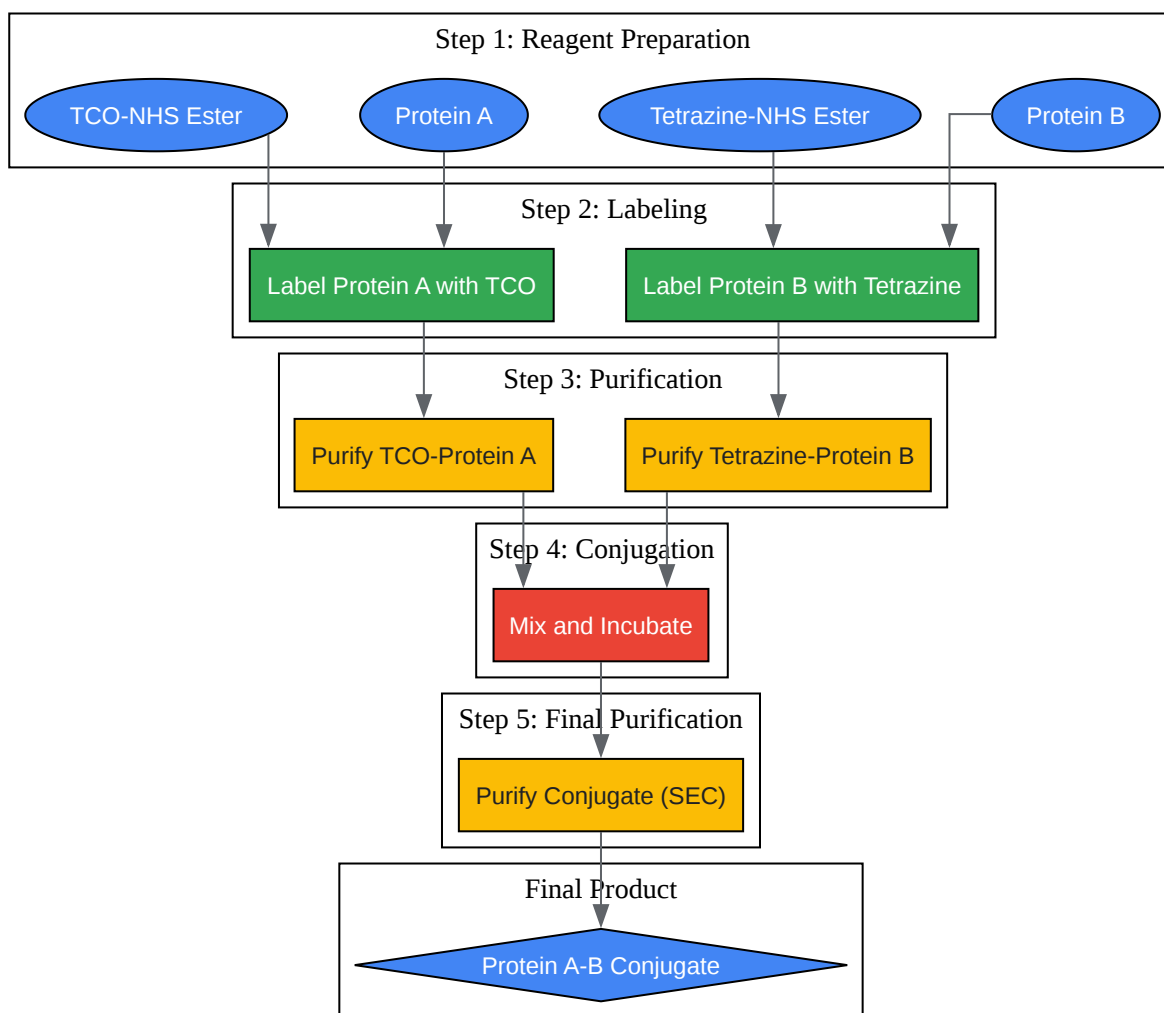 Step 1: Reagent Preparation
TCO-NHS Ester
Protein A
Tetrazine-NHS Ester
Protein B
Step 2: Labeling
Label Protein A with TCO
Label Protein B with Tetrazine
Step 3: Purification
Purify TCO-Protein A
Purify Tetrazine-Protein B
Step 4: Conjugation
Mix and Incubate
Step 5: Final Purification
Purify Conjugate (SEC)
Final Product
Protein A-B Conjugate